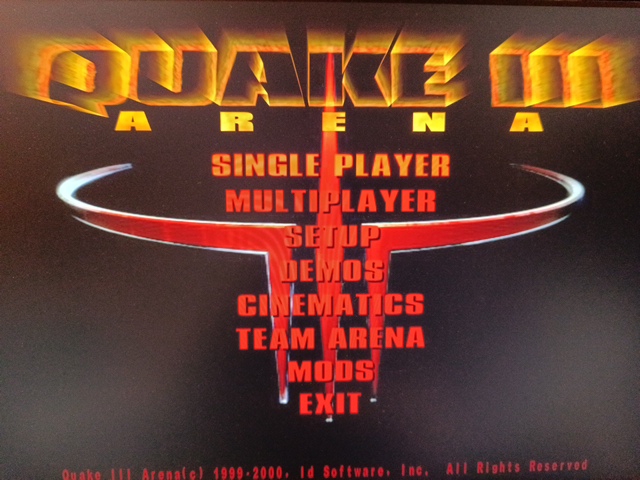 QUAKE III
ARENA
SINGLE PLAYER
MULTIPLAYER
SETUP
DEMOS
CINEMATICS
TEAM ARENA
MODS
EXIT
Quake III Arena(c) 1999-2000, Id Software, Inc. All Rights Reserved